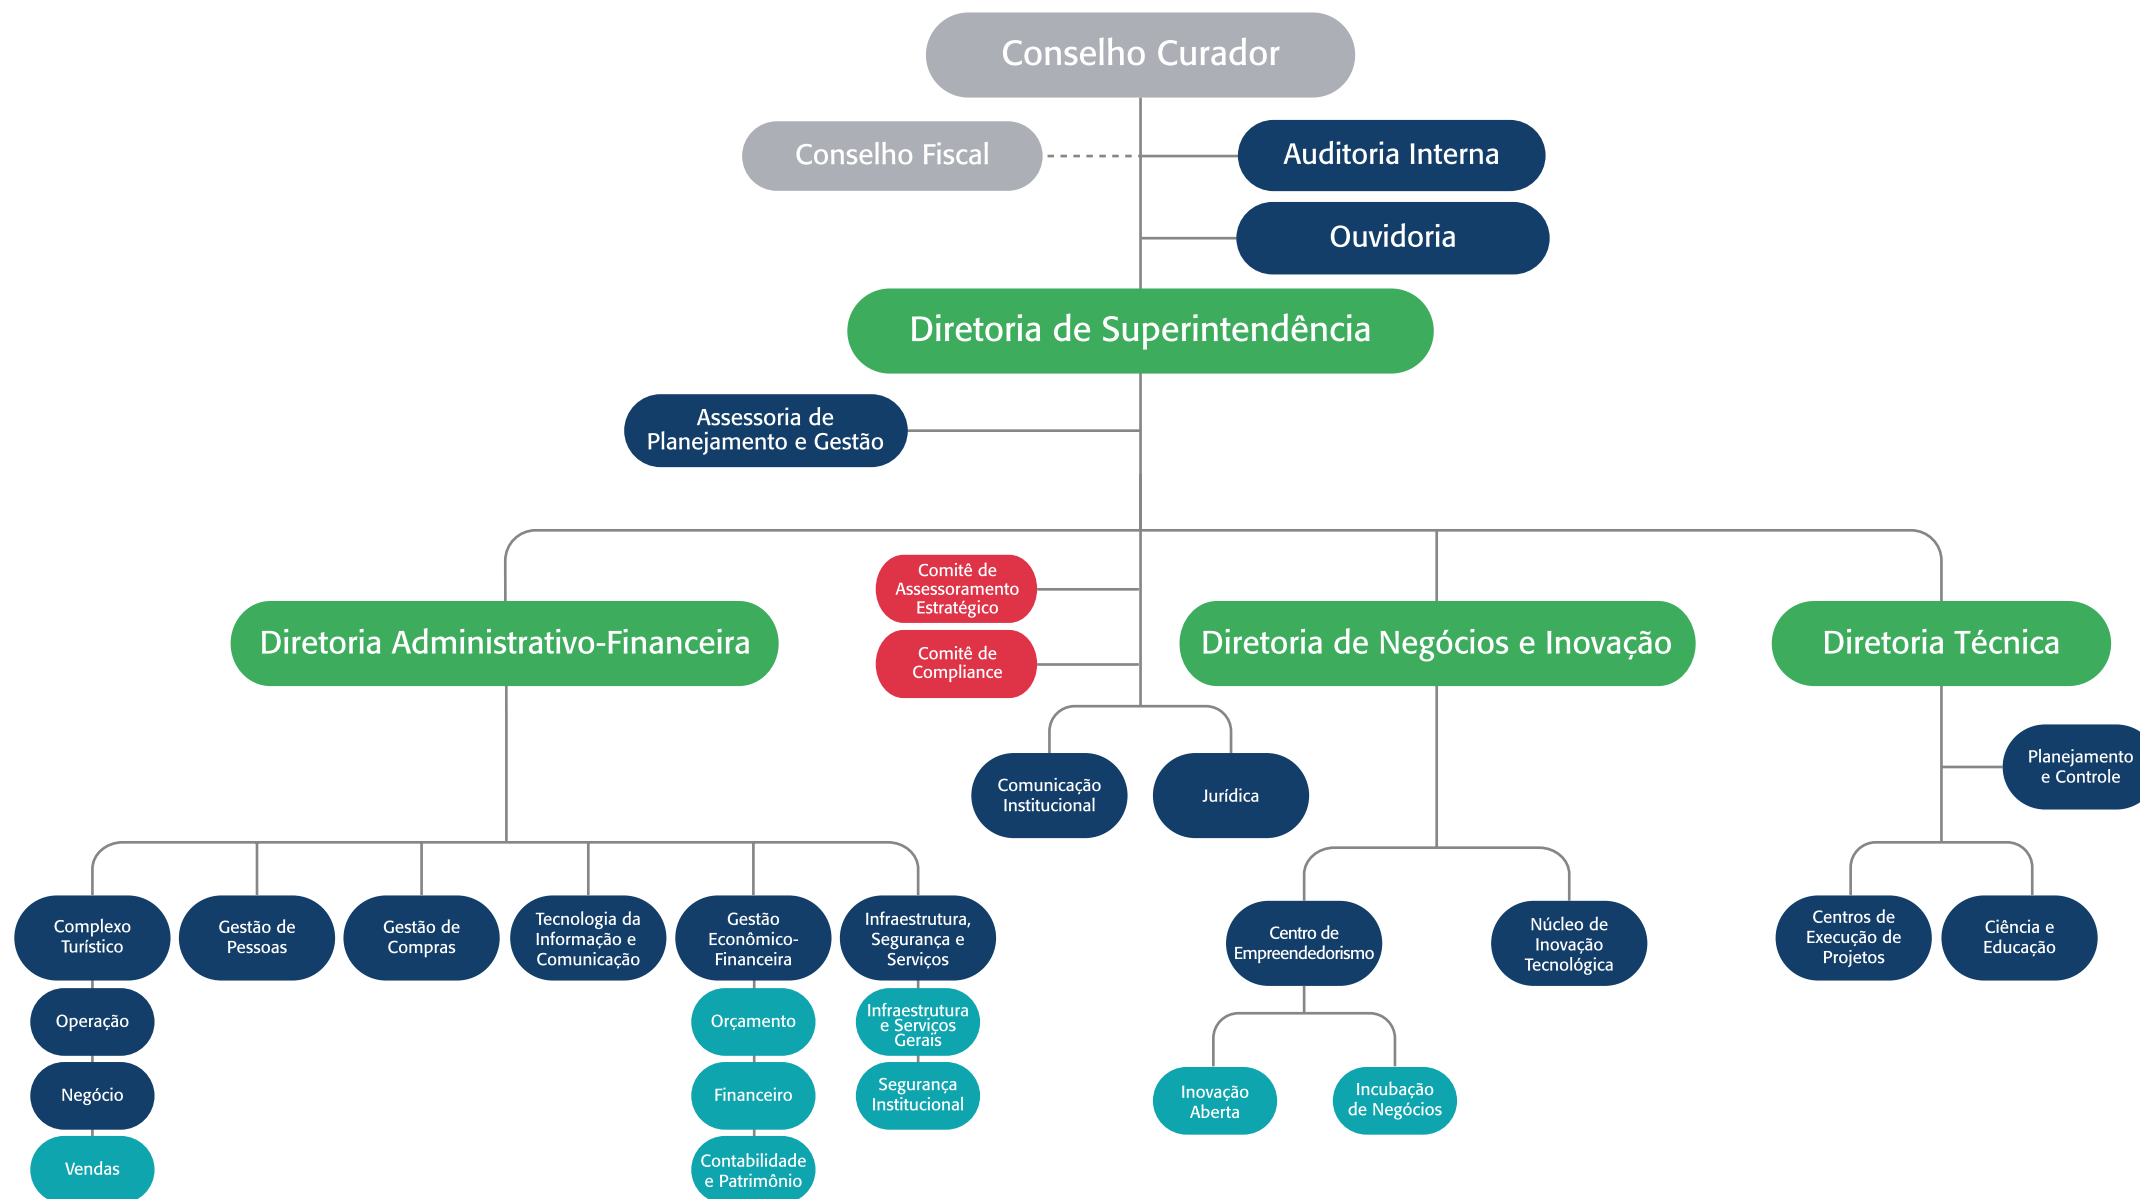 Conselho Curador
Conselho Fiscal
Auditoria Interna
Ouvidoria
Diretoria de Superintendência
Assessoria de
Planejamento e Gestão
Comitê de
Assessoramento
Estratégico
Comitê de
Compliance
Diretoria Administrativo-Financeira
Diretoria de Negócios e Inovação
Diretoria Técnica
Comunicação
Institucional
Jurídica
Planejamento
e Controle
Complexo
Turístico
Gestão de
Pessoas
Gestão de
Compras
Tecnologia da
Informação e
Comunicação
Gestão
Econômico-
Financeira
Infraestrutura,
Segurança e
Serviços
Centro de
Empreendedorismo
Núcleo de
Inovação
Tecnológica
Centros de
Execução de
Projetos
Ciência e
Educação
Operação
Negócio
Vendas
Orçamento
Financeiro
Contabilidade
e Patrimônio
Infraestrutura
e Serviços
Gerais
Segurança
Institucional
Inovação
Aberta
Incubação
de Negócios